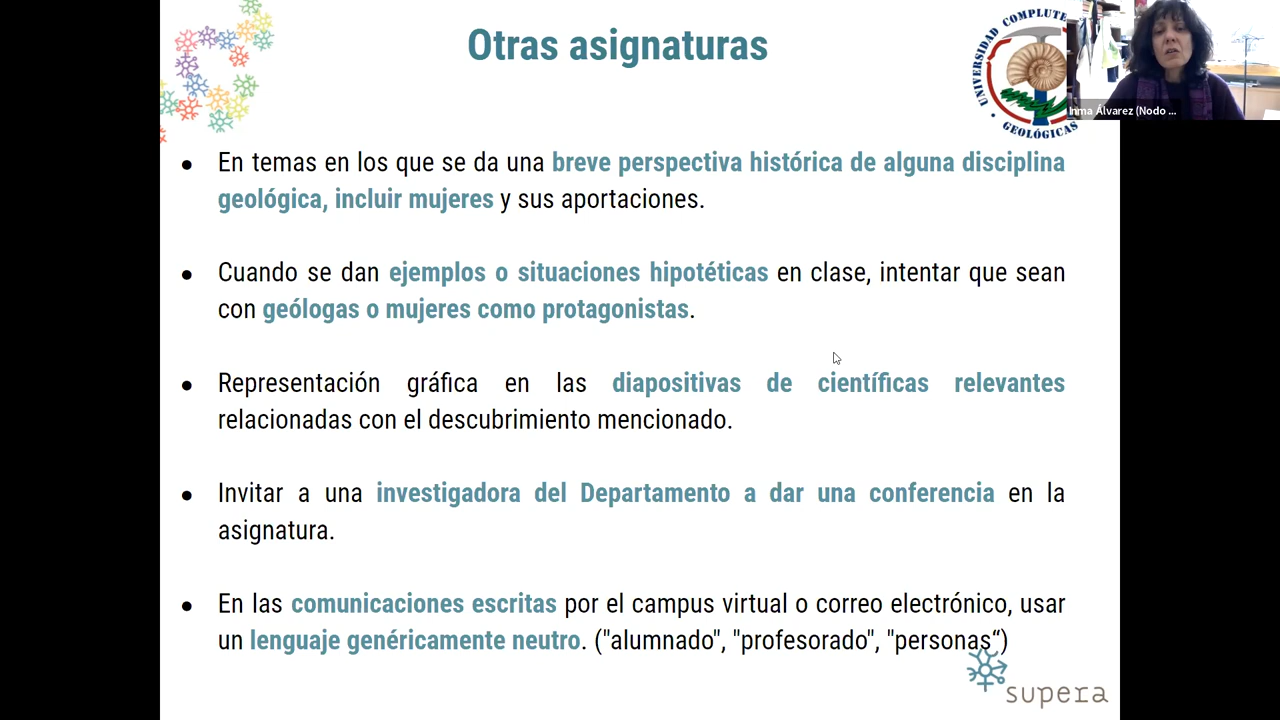 Otras asignaturas
UNIVERSIDAD COMPLUTE
GEOLÓGICAS
Inma Álvarez (Nodo ...
● En temas en los que se da una breve perspectiva histórica de alguna disciplina
geológica, incluir mujeres y sus aportaciones.
● Cuando se dan ejemplos o situaciones hipotéticas en clase, intentar que sean
con geólogas o mujeres como protagonistas.
● Representación gráfica en las diapositivas de científicas relevantes
relacionadas con el descubrimiento mencionado.
● Invitar a una investigadora del Departamento a dar una conferencia en la
asignatura.
● En las comunicaciones escritas por el campus virtual o correo electrónico, usar
un lenguaje genéricamente neutro. ("alumnado", "profesorado", "personas“)
supera